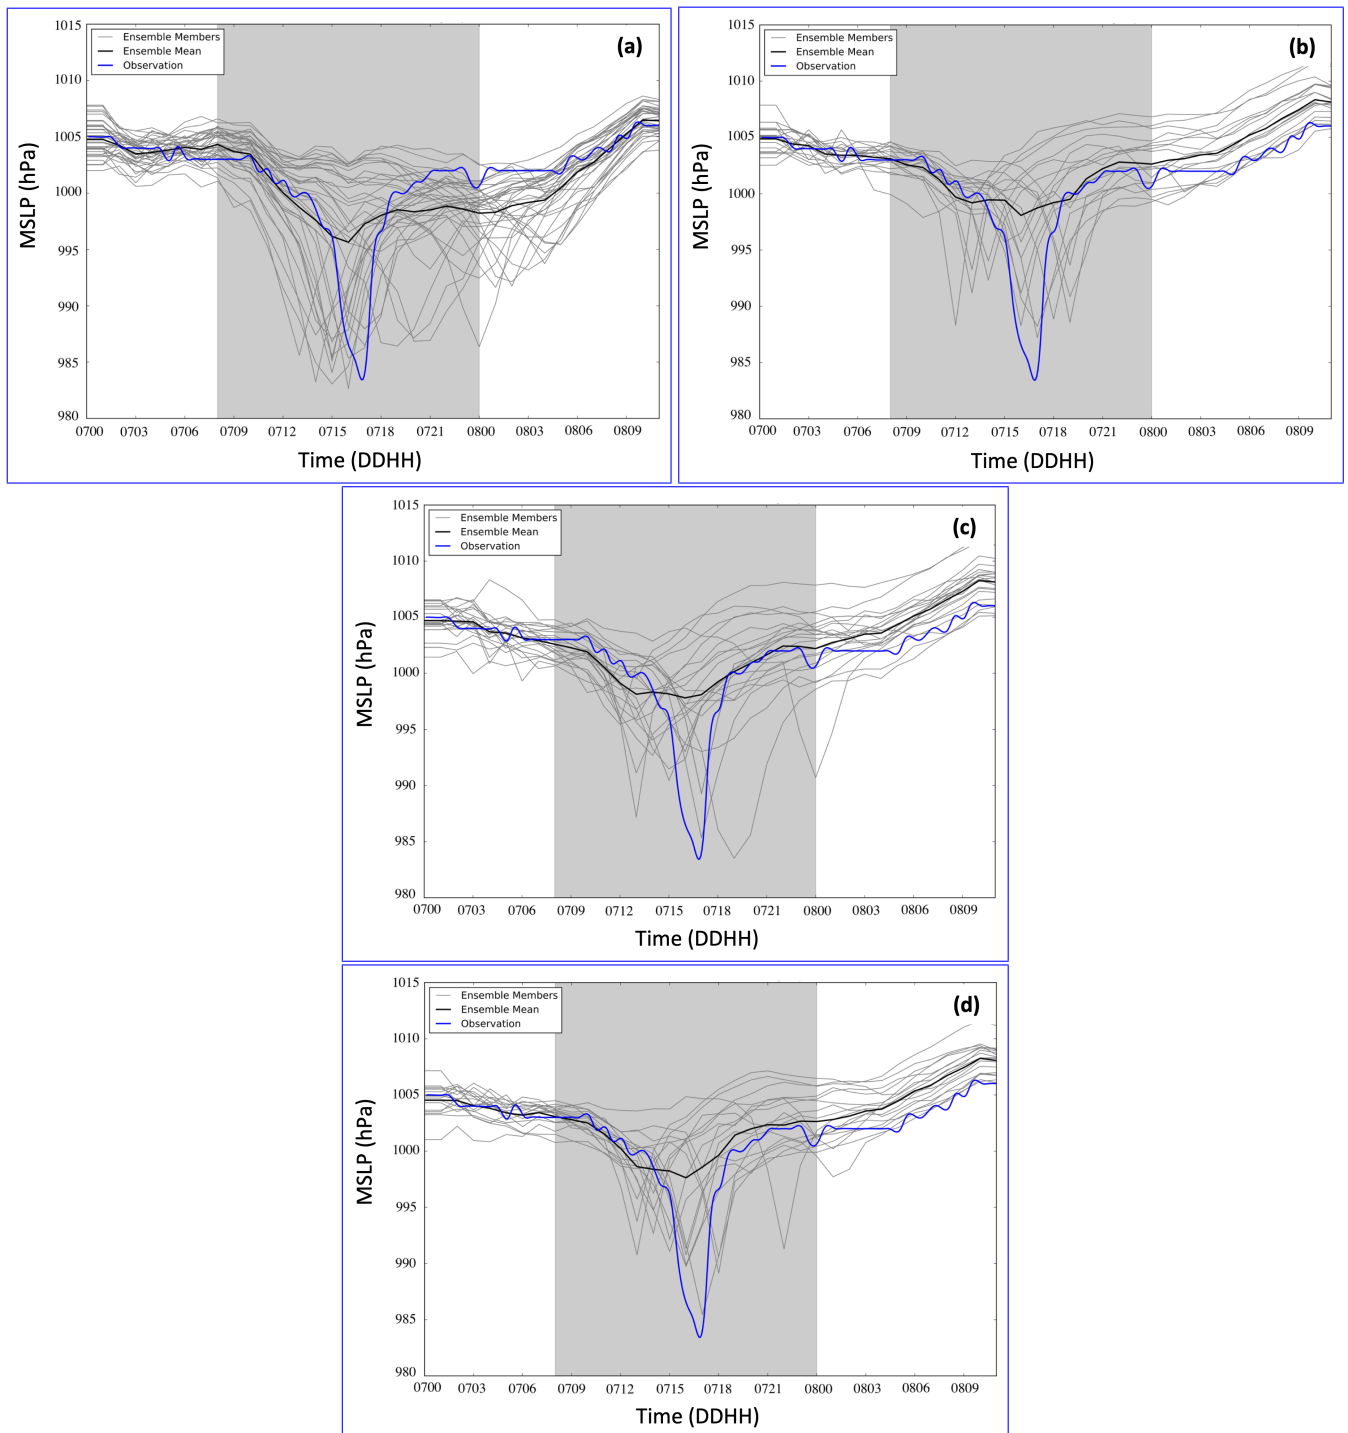 1015
1010
1005
1000
995
990
985
980
MSLP (hPa)
Ensemble Members
Ensemble Mean
Observation
(a)
0700 0703 0706 0709 0712 0715 0718 0721 0800 0803 0806 0809
Time (DDHH)
1015
1010
1005
1000
995
990
985
980
MSLP (hPa)
Ensemble Members
Ensemble Mean
Observation
(b)
0700 0703 0706 0709 0712 0715 0718 0721 0800 0803 0806 0809
Time (DDHH)
1015
1010
1005
1000
995
990
985
980
MSLP (hPa)
Ensemble Members
Ensemble Mean
Observation
(c)
0700 0703 0706 0709 0712 0715 0718 0721 0800 0803 0806 0809
Time (DDHH)
1015
1010
1005
1000
995
990
985
980
MSLP (hPa)
Ensemble Members
Ensemble Mean
Observation
(d)
0700 0703 0706 0709 0712 0715 0718 0721 0800 0803 0806 0809
Time (DDHH)